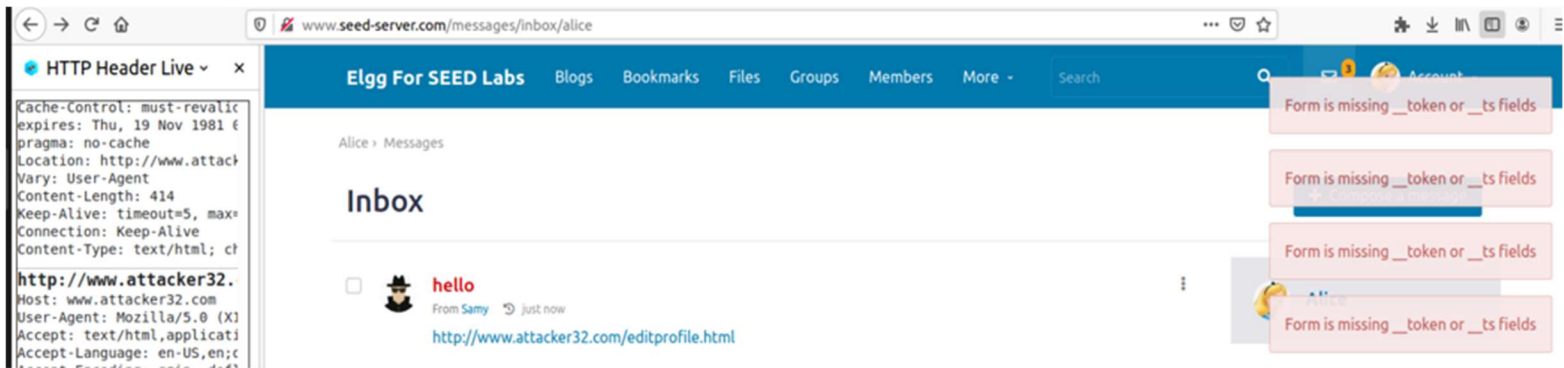 www.seed-server.com/messages/inbox/alice
HTTP Header Live
Cache-Control: must-revalid
expires: Thu, 19 Nov 1981
pragma: no-cache
Location: http://www.attack
Vary: User-Agent
Content-Length: 414
Keep-Alive: timeout=5, max=
Connection: Keep-Alive
Content-Type: text/html; ch
http://www.attacker32.
Host: www.attacker32.com
User-Agent: Mozilla/5.0 (X1
Accept: text/html,applicati
Accept-Language: en-US,en;
Elgg For SEED Labs Blogs Bookmarks Files Groups Members More Search 3 Account
Form is missing __token or __ts fields
Alice › Messages
Form is missing __token or __ts fields
Inbox
Form is missing __token or __ts fields
hello
From Samy just now
Alice
Form is missing __token or __ts fields
http://www.attacker32.com/editprofile.html